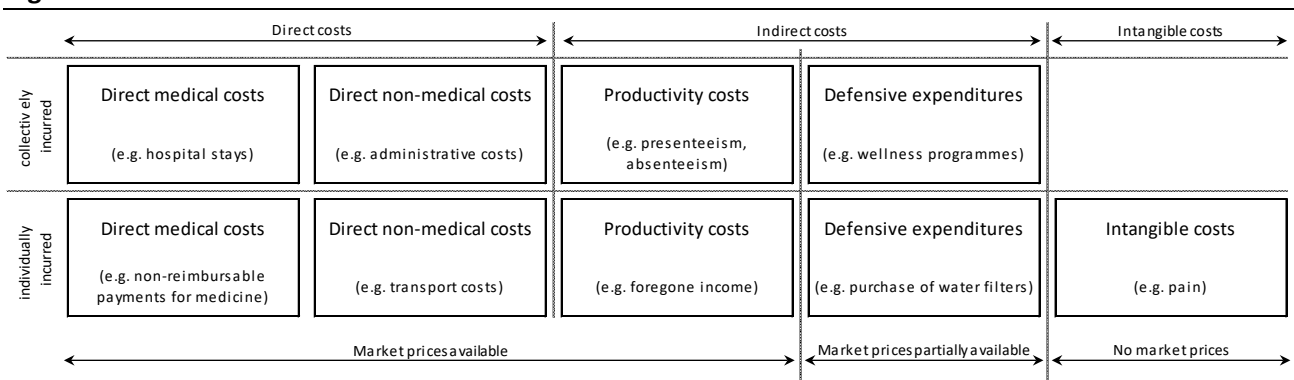 Direct costs
Indirect costs
Intangible costs
collectiv ely
incurred
Direct medical costs
(e.g. hospital stays)
Direct non-medical costs
(e.g. administrative costs)
Productivity costs
(e.g. presenteeism,
absenteeism)
Defensive expenditures
(e.g. wellness programmes)
individually
incurred
Direct medical costs
(e.g. non-reimbursable
payments for medicine)
Direct non-medical costs
(e.g. transport costs)
Productivity costs
(e.g. foregone income)
Defensive expenditures
(e.g. purchase of water filters)
Intangible costs
(e.g. pain)
Market prices available
Market prices partially available
No market prices